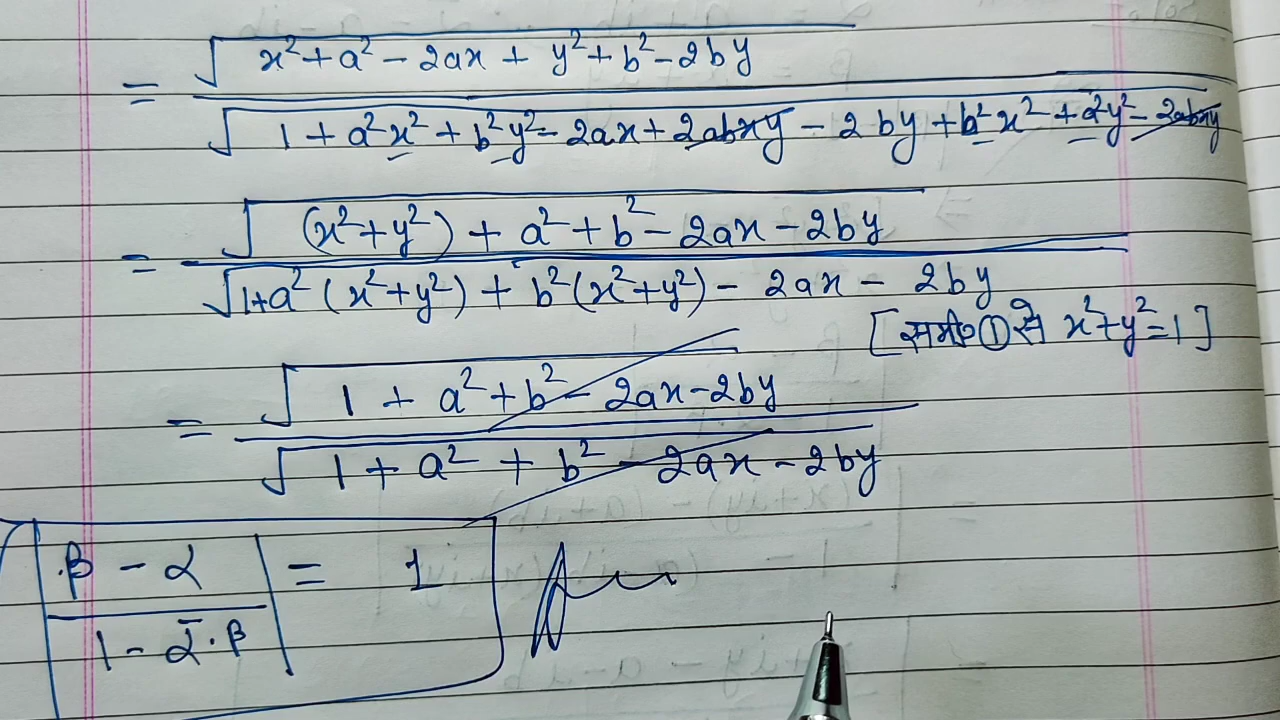 = √(x² + a² - 2ax + y² + b² - 2by)
√(1 + a²x² + b²y² - 2ax + 2abxy - 2by + b²x² + a²y² - 2abxy)
= √((x² + y²) + a² + b² - 2ax - 2by)
√(1+a²(x²+y²) + b²(x²+y²) - 2ax - 2by)
[समी० ① से x²+y²=1]
= √(1 + a² + b² - 2ax - 2by)
√(1 + a² + b² - 2ax - 2by)
|β - α / 1 - ᾱ·β| = 1 Ans